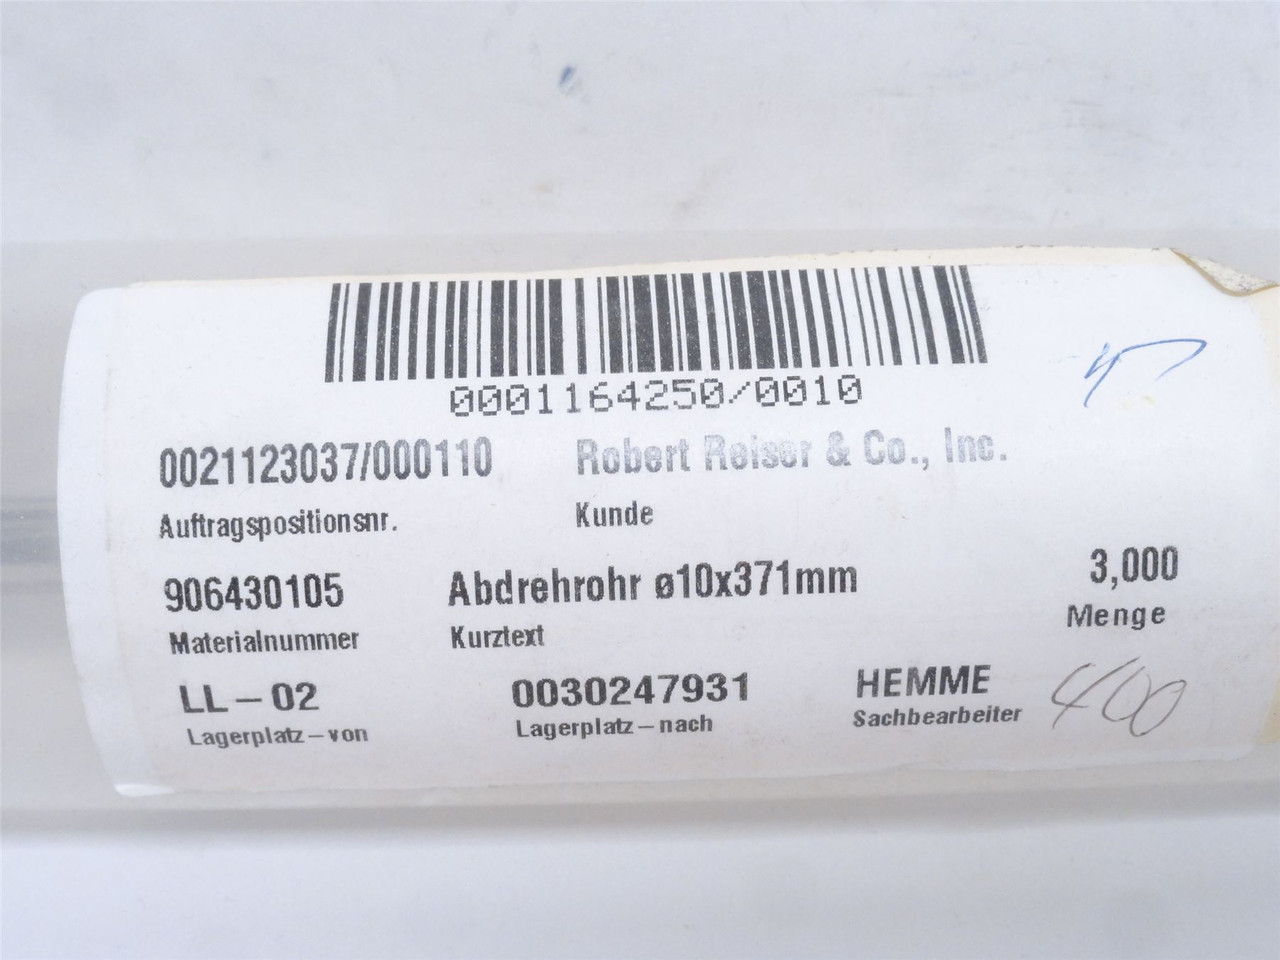 0001164250/0010
0021123037/000110 Robert Reiser & Co., Inc.
Auftragspositionsnr. Kunde
906430105 Abdrehrohr ø10x371mm 3,000
Materialnummer Kurztext Menge
LL-02 0030247931 HEMME
Lagerplatz-von Lagerplatz-nach Sachbearbeiter
400